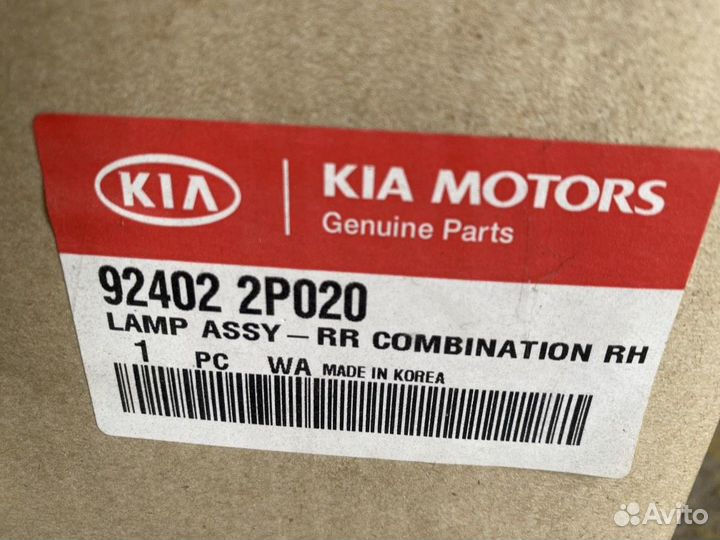 KIA
KIA MOTORS
Genuine Parts
92402 2P020
LAMP ASSY – RR COMBINATION RH
1 PC WA MADE IN KOREA
Avito